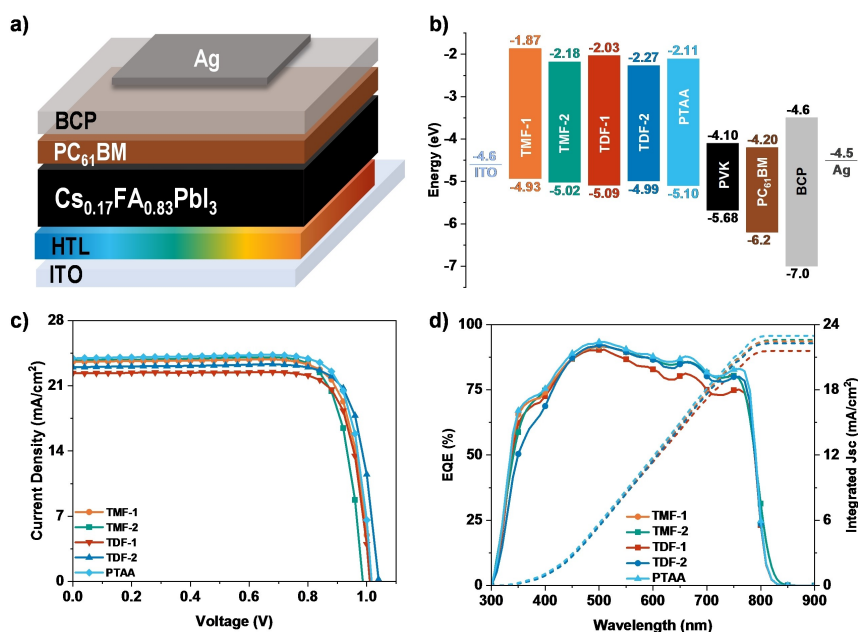 a)
Ag
BCP
PC₆₁BM
Cs₀.₁₇FA₀.₈₃PbI₃
HTL
ITO
b)
Energy (eV)
-2
-3
-4
-5
-6
-7
-4.6
ITO
-1.87
TMF-1
-4.93
-2.18
TMF-2
-5.02
-2.03
TDF-1
-5.09
-2.27
TDF-2
-4.99
-2.11
PTAA
-5.10
-4.10
PVK
-5.68
-4.20
PC₆₁BM
-6.2
-4.6
BCP
-7.0
-4.5
Ag
c)
Current Density (mA/cm²)
28
21
14
7
0
0.0 0.2 0.4 0.6 0.8 1.0
Voltage (V)
TMF-1
TMF-2
TDF-1
TDF-2
PTAA
d)
EQE (%)
100
75
50
25
0
300 400 500 600 700 800 900
Wavelength (nm)
TMF-1
TMF-2
TDF-1
TDF-2
PTAA
24
18
12
6
0
Integrated Jsc (mA/cm²)